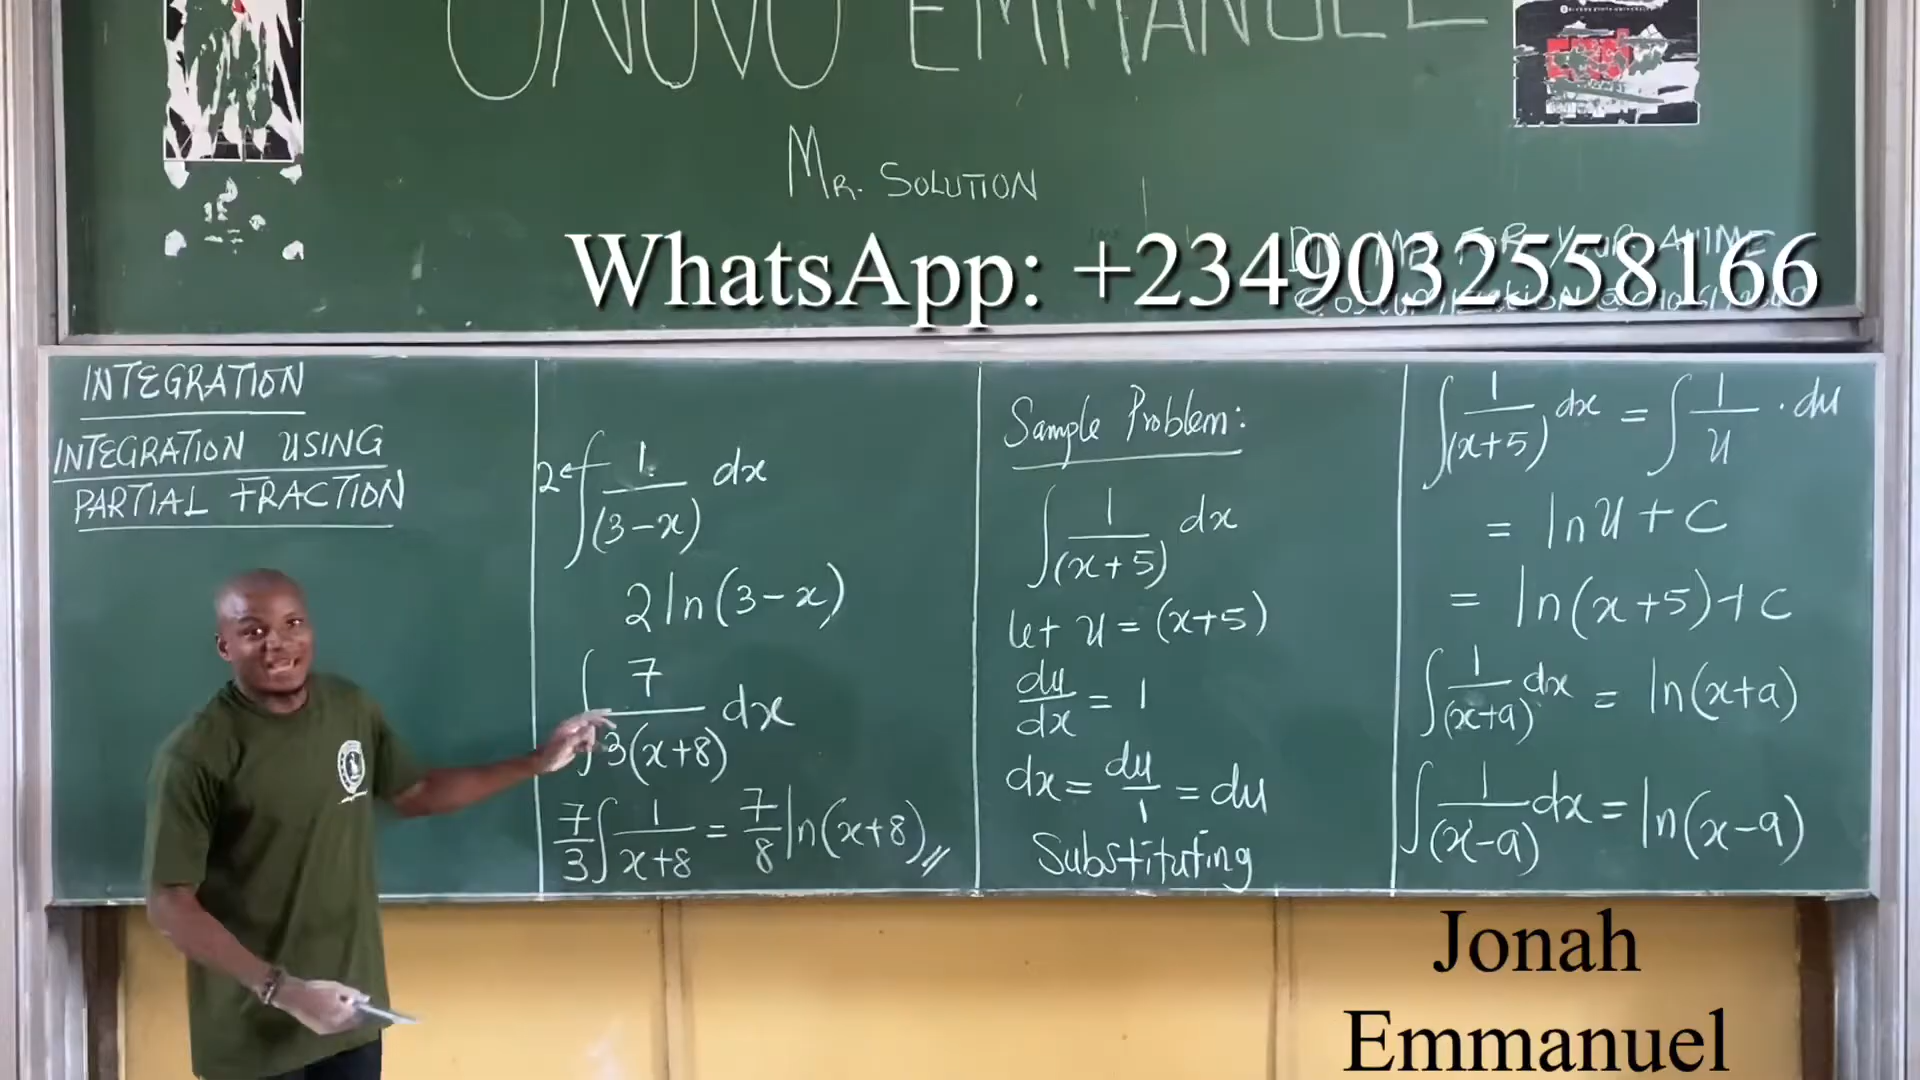 EMMANUEL
MR. SOLUTION
WhatsApp: +2349032558166
INTEGRATION
INTEGRATION USING
PARTIAL FRACTION
2 ∫ 1/(3-x) dx
2ln(3-x)
∫ 7/3(x+8) dx
7/3 ∫ 1/x+8 = 7/8 ln(x+8)
Sample Problem:
∫ 1/(x+5) dx
let u = (x+5)
du/dx = 1
dx = du/1 = du
Substituting
∫ 1/(x+5) dx = ∫ 1/u · du
= ln u + c
= ln(x+5)+c
∫ 1/(x+a) dx = ln(x+a)
∫ 1/(x-a) dx = ln(x-a)
Jonah
Emmanuel